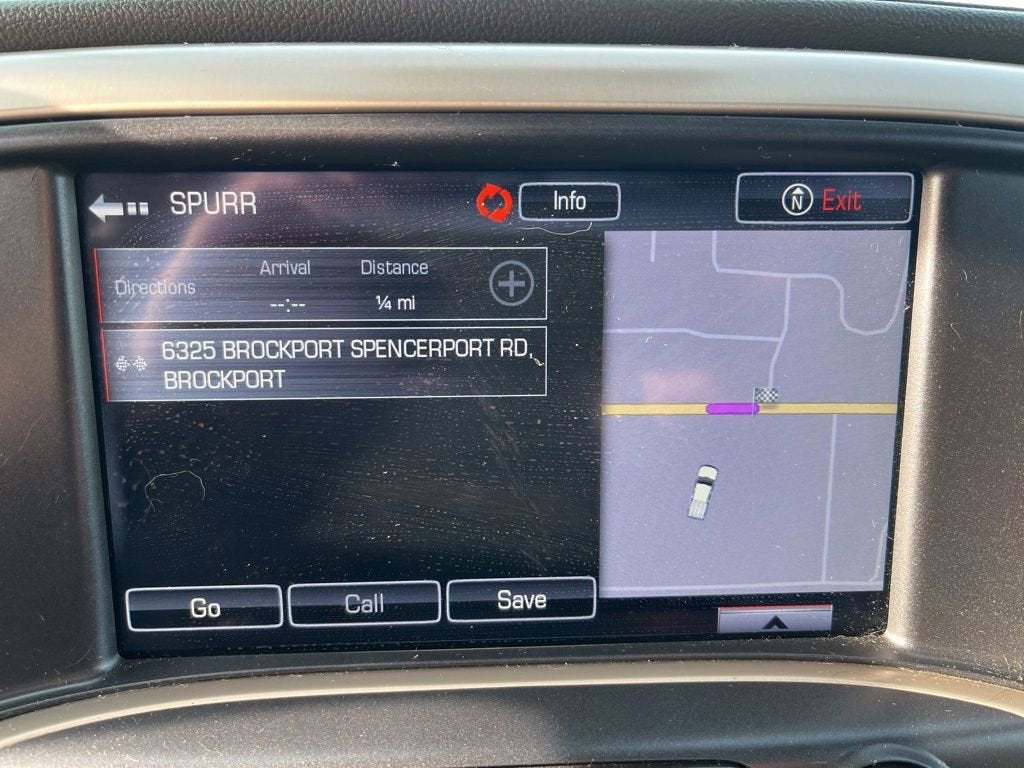 SPURR
Info
N Exit
Directions
Arrival
Distance
--:--
¼ mi
6325 BROCKPORT SPENCERPORT RD,
BROCKPORT
Go
Call
Save